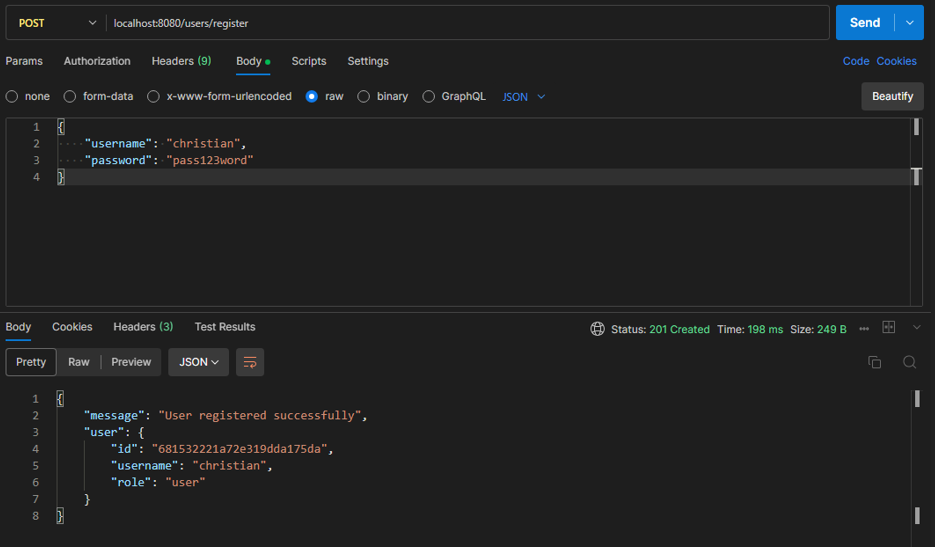 POST localhost:8080/users/register Send
Params Authorization Headers (9) Body Scripts Settings Code Cookies
none form-data x-www-form-urlencoded raw binary GraphQL JSON Beautify
1 {
2 "username": "christian",
3 "password": "pass123word"
4 }
Body Cookies Headers (3) Test Results Status: 201 Created Time: 198 ms Size: 249 B
Pretty Raw Preview JSON
1 {
2 "message": "User registered successfully",
3 "user": {
4 "id": "681532221a72e319dda175da",
5 "username": "christian",
6 "role": "user"
7 }
8 }